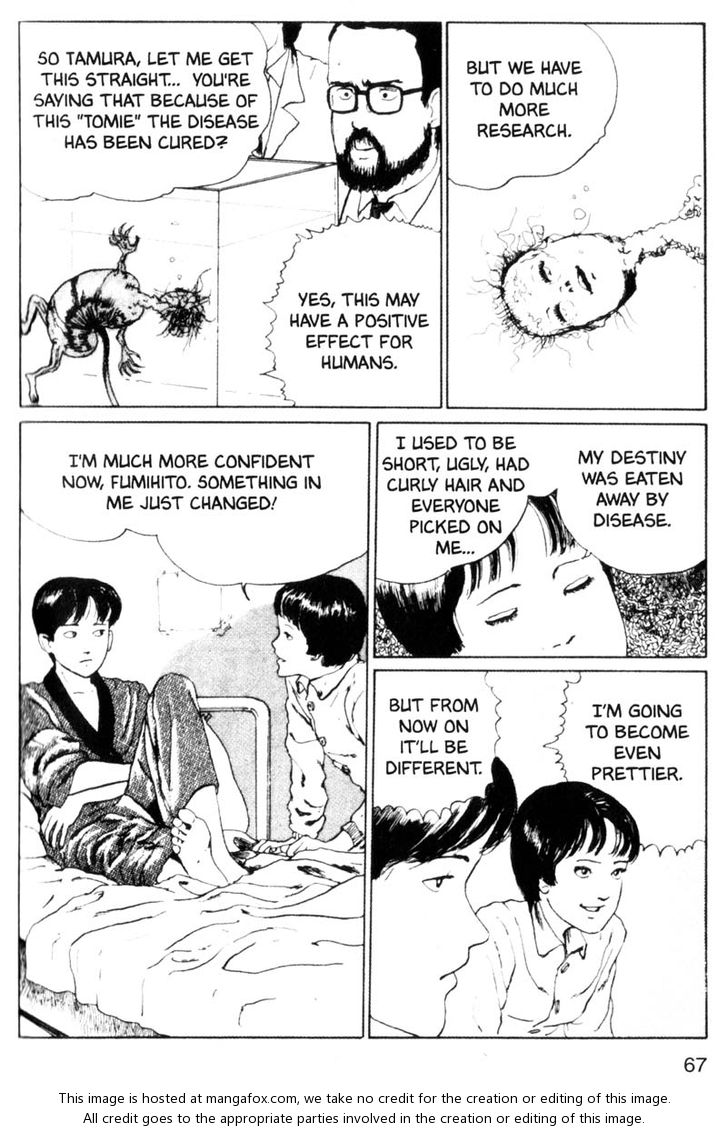 SO TAMURA, LET ME GET
THIS STRAIGHT... YOU'RE
SAYING THAT BECAUSE OF
THIS "TOMIE" THE DISEASE
HAS BEEN CURED?
YES, THIS MAY
HAVE A POSITIVE
EFFECT FOR
HUMANS.
BUT WE HAVE
TO DO MUCH
MORE
RESEARCH.
I'M MUCH MORE CONFIDENT
NOW, FUMIHITO. SOMETHING IN
ME JUST CHANGED!
I USED TO BE
SHORT, UGLY, HAD
CURLY HAIR AND
EVERYONE
PICKED ON
ME...
MY DESTINY
WAS EATEN
AWAY BY
DISEASE.
BUT FROM
NOW ON
IT'LL BE
DIFFERENT.
I'M GOING
TO BECOME
EVEN
PRETTIER.
67
This image is hosted at mangafox.com, we take no credit for the creation or editing of this image.
All credit goes to the appropriate parties involved in the creation or editing of this image.